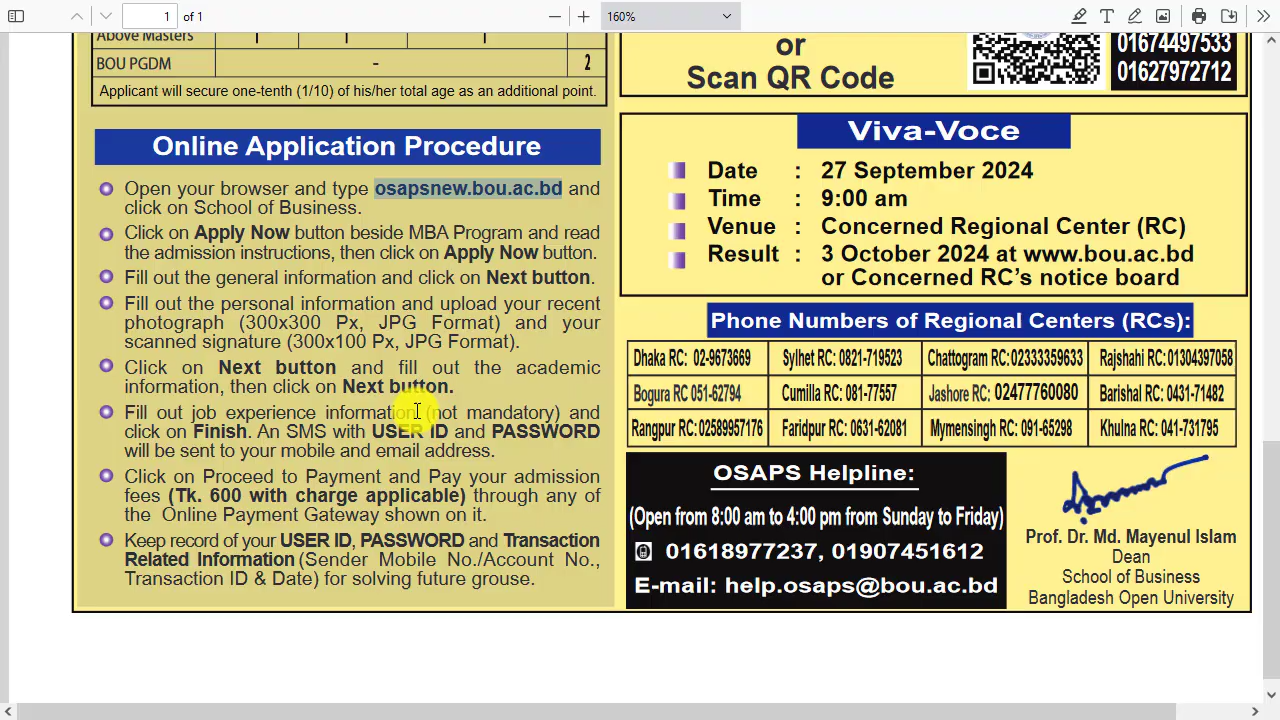 1 of 1
160%
Above Masters
BOU PGDM - 2
Applicant will secure one-tenth (1/10) of his/her total age as an additional point.
Online Application Procedure
Open your browser and type osapsnew.bou.ac.bd and
click on School of Business.
Click on Apply Now button beside MBA Program and read
the admission instructions, then click on Apply Now button.
Fill out the general information and click on Next button.
Fill out the personal information and upload your recent
photograph (300x300 Px, JPG Format) and your
scanned signature (300x100 Px, JPG Format).
Click on Next button and fill out the academic
information, then click on Next button.
Fill out job experience information (not mandatory) and
click on Finish. An SMS with USER ID and PASSWORD
will be sent to your mobile and email address.
Click on Proceed to Payment and Pay your admission
fees (Tk. 600 with charge applicable) through any of
the Online Payment Gateway shown on it.
Keep record of your USER ID, PASSWORD and Transaction
Related Information (Sender Mobile No./Account No.,
Transaction ID & Date) for solving future grouse.
or
Scan QR Code
01674497533
01627972712
Viva-Voce
Date : 27 September 2024
Time : 9:00 am
Venue : Concerned Regional Center (RC)
Result : 3 October 2024 at www.bou.ac.bd
or Concerned RC's notice board
Phone Numbers of Regional Centers (RCs):
Dhaka RC: 02-9673669 Sylhet RC: 0821-719523 Chattogram RC: 02333359633 Rajshahi RC: 01304397058
Bogura RC 051-62794 Cumilla RC: 081-77557 Jashore RC: 02477760080 Barishal RC: 0431-71482
Rangpur RC: 02589957176 Faridpur RC: 0631-62081 Mymensingh RC: 091-65298 Khulna RC: 041-731795
OSAPS Helpline:
(Open from 8:00 am to 4:00 pm from Sunday to Friday)
01618977237, 01907451612
E-mail: help.osaps@bou.ac.bd
Prof. Dr. Md. Mayenul Islam
Dean
School of Business
Bangladesh Open University